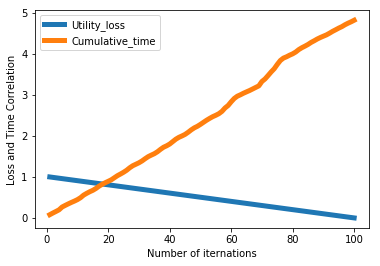 5
4
3
2
1
0
Loss and Time Correlation
Utility_loss
Cumulative_time
0 20 40 60 80 100
Number of iternations